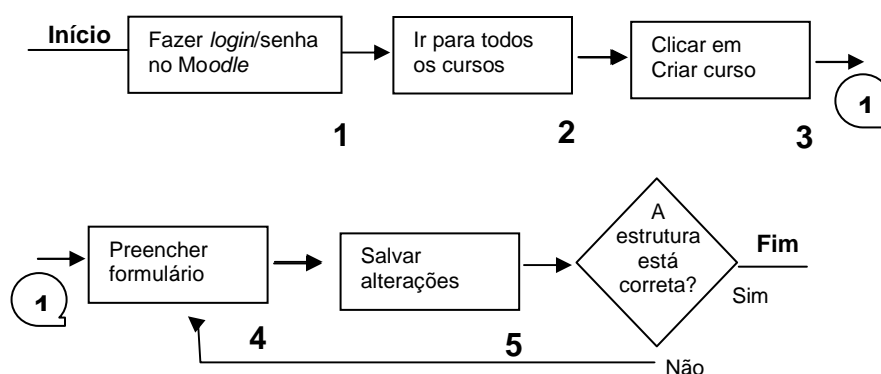 Início
Fazer login/senha
no Moodle
Ir para todos
os cursos
Clicar em
Criar curso
1
1
2
3
1
Preencher
formulário
Salvar
alterações
A
estrutura
está
correta?
Fim
Sim
4
5
Não